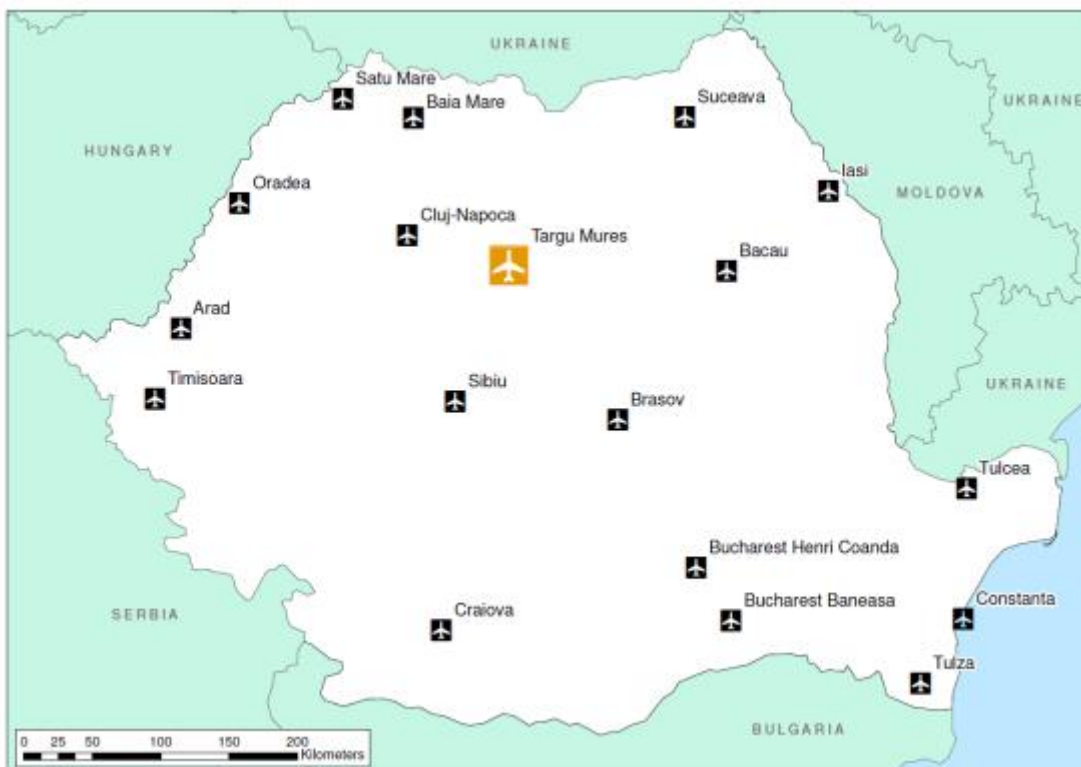 UKRAINE
Satu Mare
Baia Mare
Suceava
UKRAINE
HUNGARY
Iasi
Oradea
MOLDOVA
Cluj-Napoca
Targu Mures
Bacau
Arad
Timisoara
Sibiu
Brasov
UKRAINE
Tulcea
Bucharest Henri Coanda
SERBIA
Craiova
Bucharest Baneasa
Constanta
Tulza
BULGARIA
0 25 50 100 150 200
Kilometers